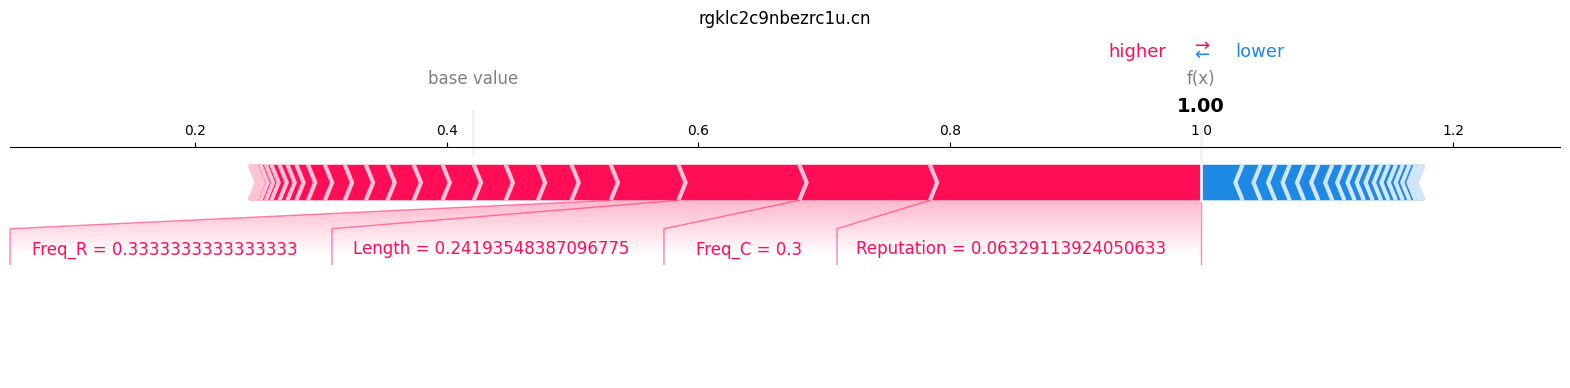 rgklc2c9nbezrc1u.cn
higher ⇄ lower
base value f(x)
1.00
0.2 0.4 0.6 0.8 1.0 1.2
Freq_R = 0.3333333333333333 Length = 0.24193548387096775 Freq_C = 0.3 Reputation = 0.06329113924050633